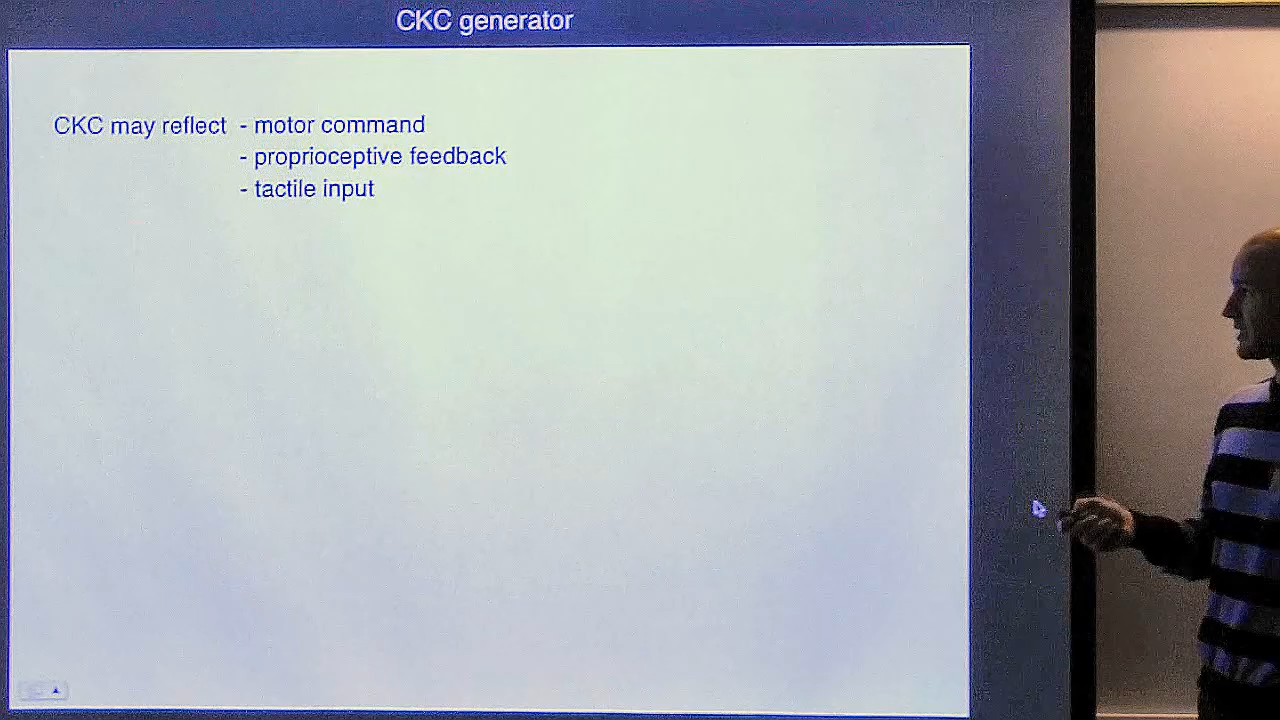 CKC generator
CKC may reflect - motor command
- proprioceptive feedback
- tactile input